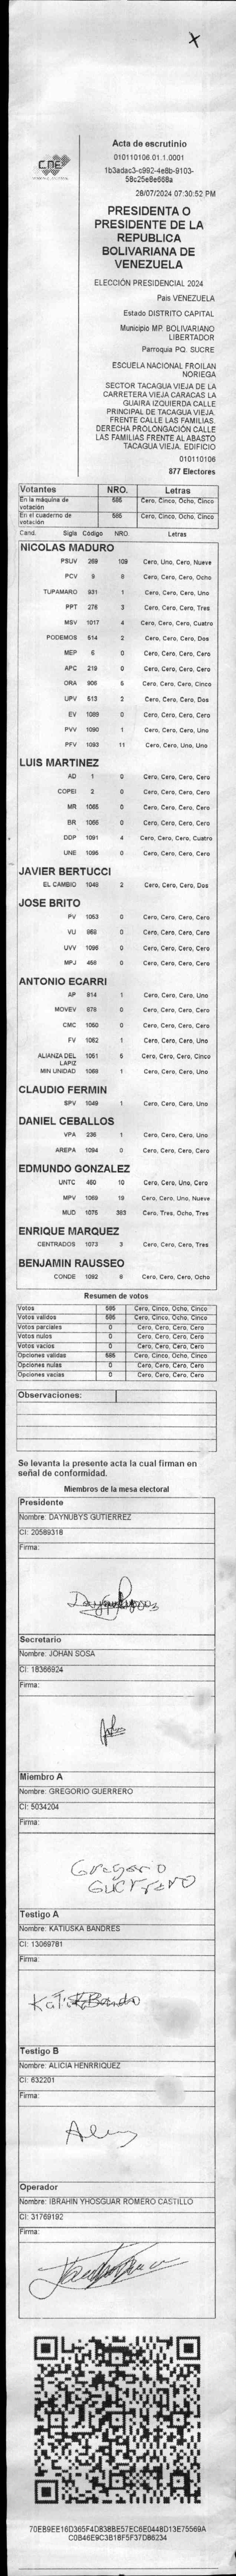 X
CNE
Acta de escrutinio
010110106.01.1.0001
1b3adac3-c992-4e8b-9103-
58c25e8e668a
28/07/2024 07:30:52 PM
PRESIDENTA O
PRESIDENTE DE LA
REPUBLICA
BOLIVARIANA DE
VENEZUELA
ELECCIÓN PRESIDENCIAL 2024
Pais VENEZUELA
Estado DISTRITO CAPITAL
Municipio MP. BOLIVARIANO
LIBERTADOR
Parroquia PQ. SUCRE
ESCUELA NACIONAL FROILAN
NORIEGA
SECTOR TACAGUA VIEJA DE LA
CARRETERA VIEJA CARACAS LA
GUAIRA IZQUIERDA CALLE
PRINCIPAL DE TACAGUA VIEJA.
FRENTE CALLE LAS FAMILIAS.
DERECHA PROLONGACIÓN CALLE
LAS FAMILIAS FRENTE AL ABASTO
TACAGUA VIEJA. EDIFICIO
010110106
877 Electores
Votantes NRO. Letras
En la máquina de votación 585 Cero, Cinco, Ocho, Cinco
En el cuaderno de votación 585 Cero, Cinco, Ocho, Cinco
Cand. Sigla Código NRO. Letras
NICOLAS MADURO
PSUV 269 109 Cero, Uno, Cero, Nueve
PCV 9 8 Cero, Cero, Cero, Ocho
TUPAMARO 931 1 Cero, Cero, Cero, Uno
PPT 276 3 Cero, Cero, Cero, Tres
MSV 1017 4 Cero, Cero, Cero, Cuatro
PODEMOS 514 2 Cero, Cero, Cero, Dos
MEP 6 0 Cero, Cero, Cero, Cero
APC 219 0 Cero, Cero, Cero, Cero
ORA 906 5 Cero, Cero, Cero, Cinco
UPV 513 2 Cero, Cero, Cero, Dos
EV 1089 0 Cero, Cero, Cero, Cero
PVV 1090 1 Cero, Cero, Cero, Uno
PFV 1093 11 Cero, Cero, Uno, Uno
LUIS MARTINEZ
AD 1 0 Cero, Cero, Cero, Cero
COPEI 2 0 Cero, Cero, Cero, Cero
MR 1065 0 Cero, Cero, Cero, Cero
BR 1066 0 Cero, Cero, Cero, Cero
DDP 1091 4 Cero, Cero, Cero, Cuatro
UNE 1095 0 Cero, Cero, Cero, Cero
JAVIER BERTUCCI
EL CAMBIO 1048 2 Cero, Cero, Cero, Dos
JOSE BRITO
PV 1053 0 Cero, Cero, Cero, Cero
VU 868 0 Cero, Cero, Cero, Cero
UVV 1096 0 Cero, Cero, Cero, Cero
MPJ 456 0 Cero, Cero, Cero, Cero
ANTONIO ECARRI
AP 814 1 Cero, Cero, Cero, Uno
MOVEV 878 0 Cero, Cero, Cero, Cero
CMC 1050 0 Cero, Cero, Cero, Cero
FV 1052 1 Cero, Cero, Cero, Uno
ALIANZA DEL LAPIZ 1051 5 Cero, Cero, Cero, Cinco
MIN UNIDAD 1068 1 Cero, Cero, Cero, Uno
CLAUDIO FERMIN
SPV 1049 1 Cero, Cero, Cero, Uno
DANIEL CEBALLOS
VPA 236 1 Cero, Cero, Cero, Uno
AREPA 1094 0 Cero, Cero, Cero, Cero
EDMUNDO GONZALEZ
UNTC 460 10 Cero, Cero, Uno, Cero
MPV 1069 19 Cero, Cero, Uno, Nueve
MUD 1075 383 Cero, Tres, Ocho, Tres
ENRIQUE MARQUEZ
CENTRADOS 1073 3 Cero, Cero, Cero, Tres
BENJAMIN RAUSSEO
CONDE 1092 8 Cero, Cero, Cero, Ocho
Resumen de votos
Votos 585 Cero, Cinco, Ocho, Cinco
Votos validos 585 Cero, Cinco, Ocho, Cinco
Votos parciales 0 Cero, Cero, Cero, Cero
Votos nulos 0 Cero, Cero, Cero, Cero
Votos vacios 0 Cero, Cero, Cero, Cero
Opciones validas 585 Cero, Cinco, Ocho, Cinco
Opciones nulas 0 Cero, Cero, Cero, Cero
Opciones vacias 0 Cero, Cero, Cero, Cero
Observaciones:
Se levanta la presente acta la cual firman en
señal de conformidad.
Miembros de la mesa electoral
Presidente
Nombre: DAYNUBYS GUTIERREZ
CI: 20589318
Firma:
Secretario
Nombre: JOHAN SOSA
CI: 18366924
Firma:
Miembro A
Nombre: GREGORIO GUERRERO
CI: 5034204
Firma:
Gregorio
GUERRERO
Testigo A
Nombre: KATIUSKA BANDRES
CI: 13069781
Firma:
Testigo B
Nombre: ALICIA HENRRIQUEZ
CI: 632201
Firma:
Operador
Nombre: IBRAHIN YHOSGUAR ROMERO CASTILLO
CI: 31769192
Firma:
70EB9EE16D365F4D838BE57EC6E0448D13E75569A
C0B46E9C3B18F5F37D86234